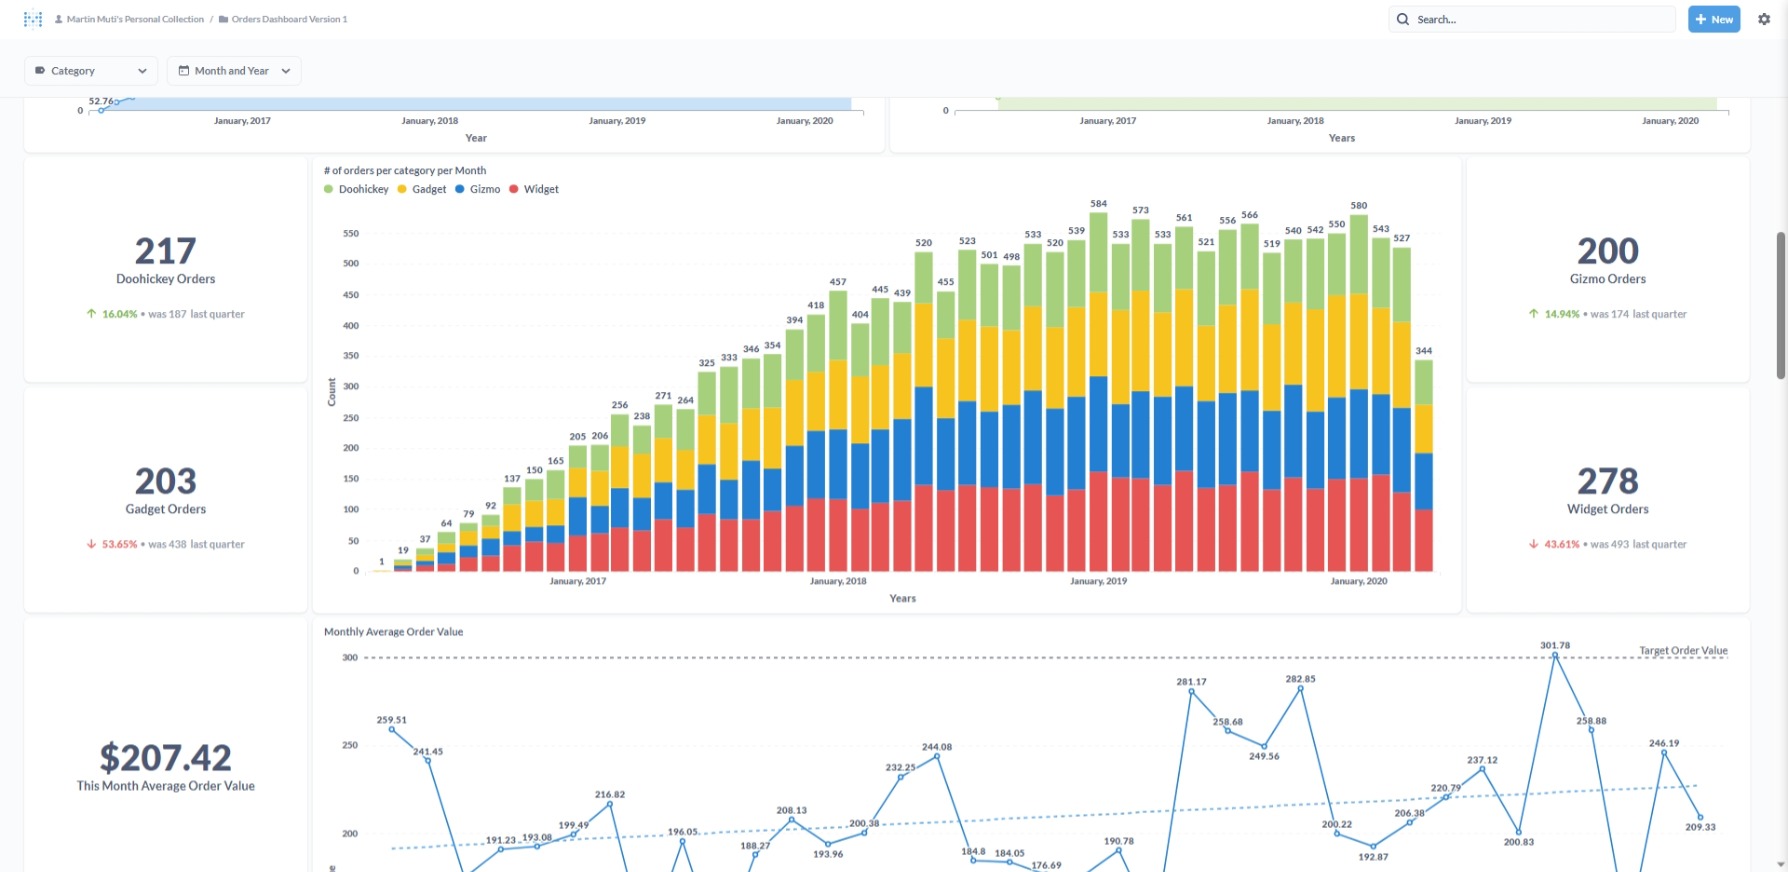 Martin Muti's Personal Collection / Orders Dashboard Version 1
Search...
+ New
Category
Month and Year
52.76
0
January, 2017 January, 2018 January, 2019 January, 2020
Year
0
January, 2017 January, 2018 January, 2019 January, 2020
Years
217
Doohickey Orders
↑ 16.04% • was 187 last quarter
203
Gadget Orders
↓ 53.65% • was 438 last quarter
# of orders per category per Month
Doohickey Gadget Gizmo Widget
Count
550
500
450
400
350
300
250
200
150
100
50
0
1 19 37 64 79 92 137 150 165 205 206 256 238 271 264 325 333 346 354 394 418 457 404 445 439 520 455 523 501 498 533 520 539 584 533 573 533 561 521 556 566 519 540 542 550 580 543 527 344
January, 2017 January, 2018 January, 2019 January, 2020
Years
200
Gizmo Orders
↑ 14.94% • was 174 last quarter
278
Widget Orders
↓ 43.61% • was 493 last quarter
$207.42
This Month Average Order Value
Monthly Average Order Value
300
250
200
Target Order Value
259.51 241.45 191.23 193.08 199.49 216.82 196.05 188.27 208.13 193.96 200.38 232.25 244.08 184.8 184.05 176.69 190.78 281.17 258.68 249.56 282.85 200.22 192.87 206.38 220.79 237.12 200.83 301.78 258.88 246.19 209.33